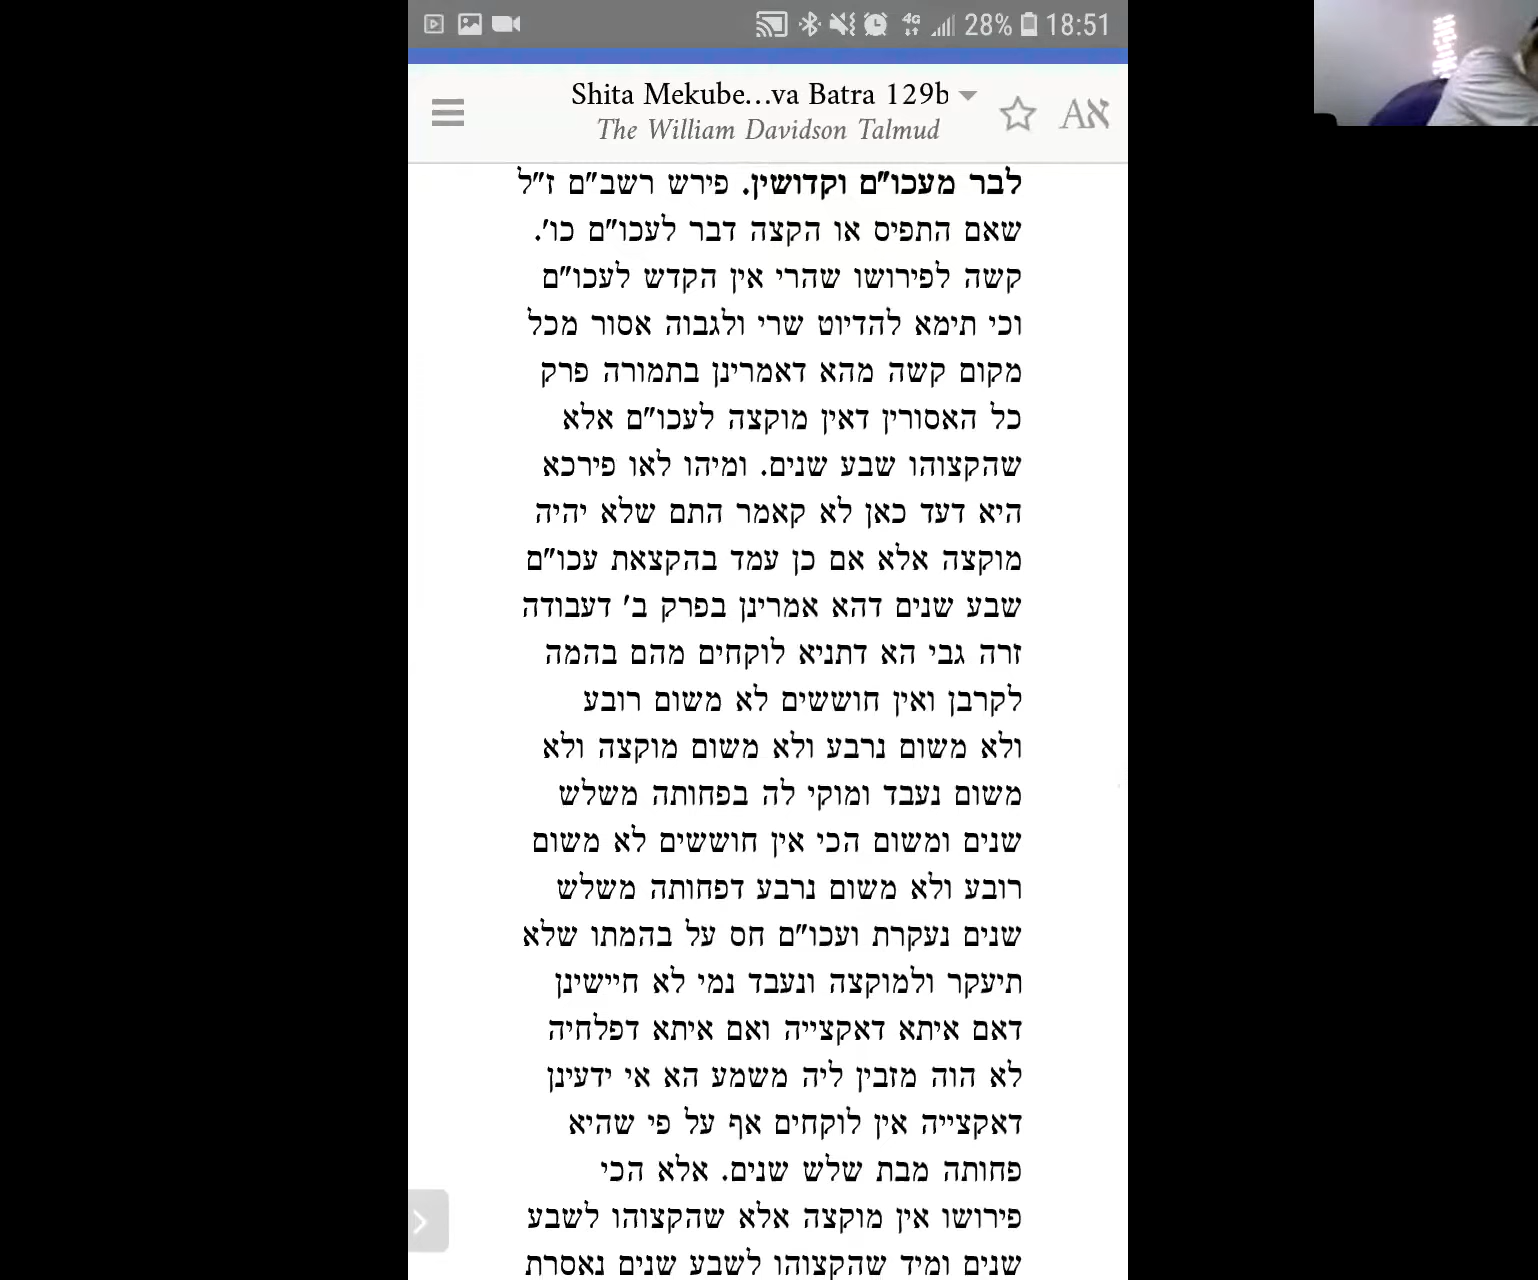 4G 28% 18:51
Shita Mekube...va Batra 129b
The William Davidson Talmud
Aא
לבר מעכו"ם וקדושין. פירש רשב"ם ז"ל
שאם התפיס או הקצה דבר לעכו"ם כו'.
קשה לפירושו שהרי אין הקדש לעכו"ם
וכי תימא להדיוט שרי ולגבוה אסור מכל
מקום קשה מהא דאמרינן בתמורה פרק
כל האסורין דאין מוקצה לעכו"ם אלא
שהקצוהו שבע שנים. ומיהו לאו פירכא
היא דעד כאן לא קאמר התם שלא יהיה
מוקצה אלא אם כן עמד בהקצאת עכו"ם
שבע שנים דהא אמרינן בפרק ב' דעבודה
זרה גבי הא דתניא לוקחים מהם בהמה
לקרבן ואין חוששים לא משום רובע
ולא משום נרבע ולא משום מוקצה ולא
משום נעבד ומוקי לה בפחותה משלש
שנים ומשום הכי אין חוששים לא משום
רובע ולא משום נרבע דפחותה משלש
שנים נעקרת ועכו"ם חס על בהמתו שלא
תיעקר ולמוקצה ונעבד נמי לא חיישינן
דאם איתא דאקצייה ואם איתא דפלחיה
לא הוה מזבין ליה משמע הא אי ידעינן
דאקצייה אין לוקחים אף על פי שהיא
פחותה מבת שלש שנים. אלא הכי
פירושו אין מוקצה אלא שהקצוהו לשבע
שנים ומיד שהקצוהו לשבע שנים נאסרת